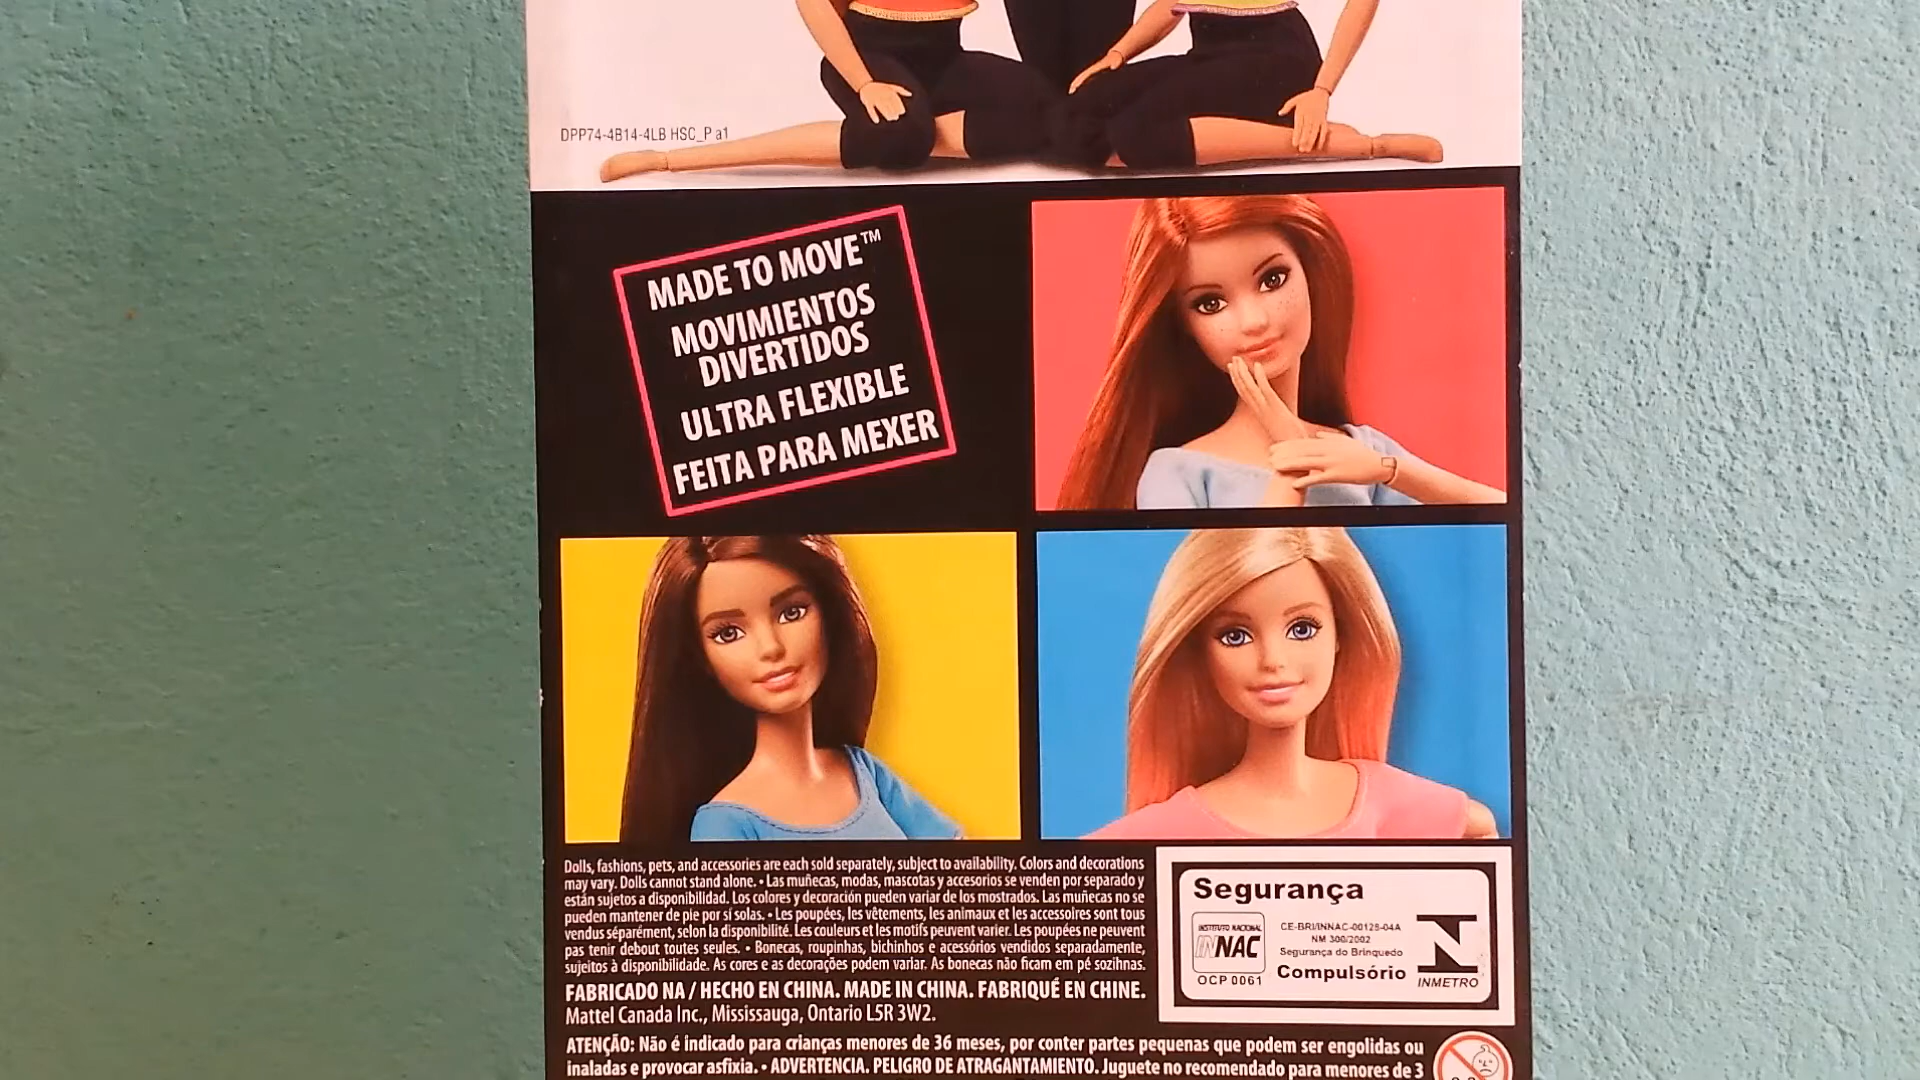 DPP74-4B14-4LB HSC_P a1
MADE TO MOVE™
MOVIMIENTOS
DIVERTIDOS
ULTRA FLEXIBLE
FEITA PARA MEXER
Dolls, fashions, pets, and accessories are each sold separately, subject to availability. Colors and decorations
may vary. Dolls cannot stand alone. • Las muñecas, modas, mascotas y accesorios se venden por separado y
están sujetos a disponibilidad. Los colores y decoración pueden variar de los mostrados. Las muñecas no se
pueden mantener de pie por sí solas. • Les poupées, les vêtements, les animaux et les accessoires sont tous
vendus séparément, selon la disponibilité. Les couleurs et les motifs peuvent varier. Les poupées ne peuvent
pas tenir debout toutes seules. • Bonecas, roupinhas, bichinhos e acessórios vendidos separadamente,
sujeitos à disponibilidade. As cores e as decorações podem variar. As bonecas não ficam em pé sozihnas.
FABRICADO NA / HECHO EN CHINA. MADE IN CHINA. FABRIQUÉ EN CHINE.
Mattel Canada Inc., Mississauga, Ontario L5R 3W2.
Segurança
INSTITUTO NACIONAL
INNAC
OCP 0061
CE-BRI/INNAC-00128-04A
NM 300/2002
Segurança do Brinquedo
Compulsório
INMETRO
ATENÇÃO: Não é indicado para crianças menores de 36 meses, por conter partes pequenas que podem ser engolidas ou
inaladas e provocar asfixia. • ADVERTENCIA. PELIGRO DE ATRAGANTAMIENTO. Juguete no recomendado para menores de 3